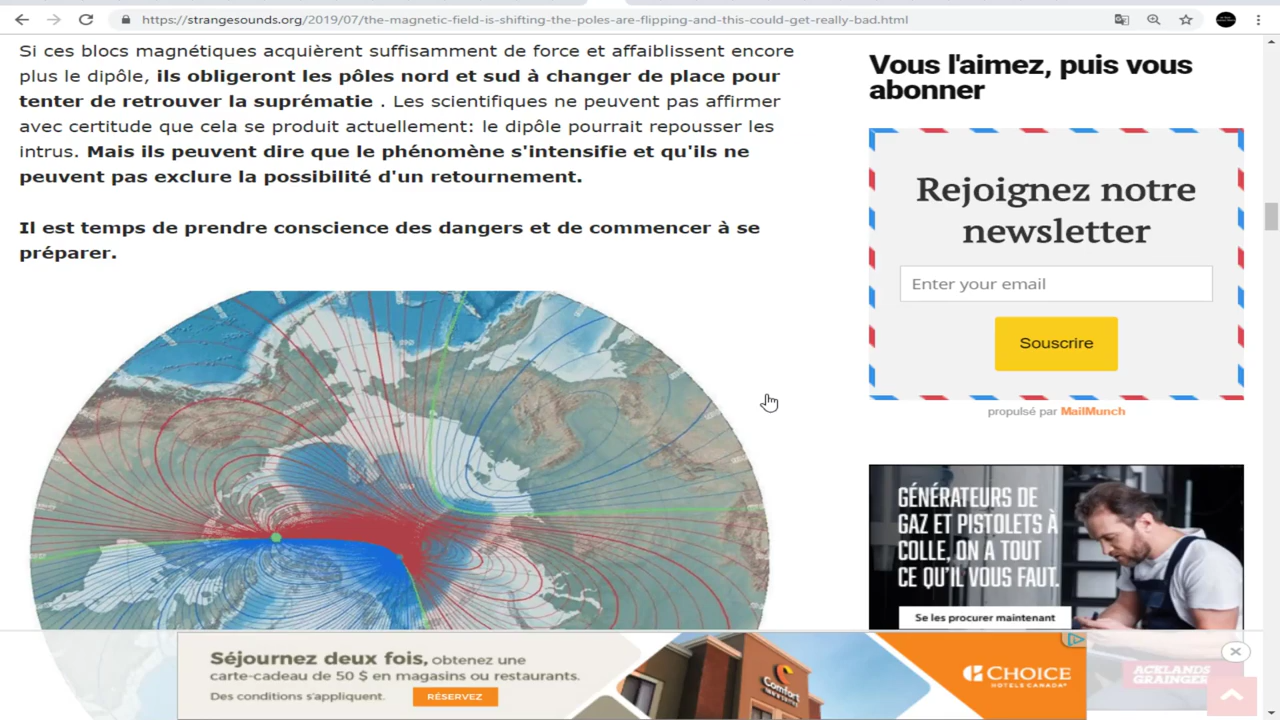 https://strangesounds.org/2019/07/the-magnetic-field-is-shifting-the-poles-are-flipping-and-this-could-get-really-bad.html
Si ces blocs magnétiques acquièrent suffisamment de force et affaiblissent encore
plus le dipôle, ils obligeront les pôles nord et sud à changer de place pour
tenter de retrouver la suprématie . Les scientifiques ne peuvent pas affirmer
avec certitude que cela se produit actuellement: le dipôle pourrait repousser les
intrus. Mais ils peuvent dire que le phénomène s'intensifie et qu'ils ne
peuvent pas exclure la possibilité d'un retournement.
Il est temps de prendre conscience des dangers et de commencer à se
préparer.
Vous l'aimez, puis vous
abonner
Rejoignez notre
newsletter
Enter your email
Souscrire
propulsé par MailMunch
GÉNÉRATEURS DE
GAZ ET PISTOLETS À
COLLE, ON A TOUT
CE QU'IL VOUS FAUT.
Se les procurer maintenant
ACKLANDS
GRAINGER
Séjournez deux fois, obtenez une
carte-cadeau de 50 $ en magasins ou restaurants.
Des conditions s'appliquent.
RÉSERVEZ
Comfort
CHOICE
HOTELS CANADA